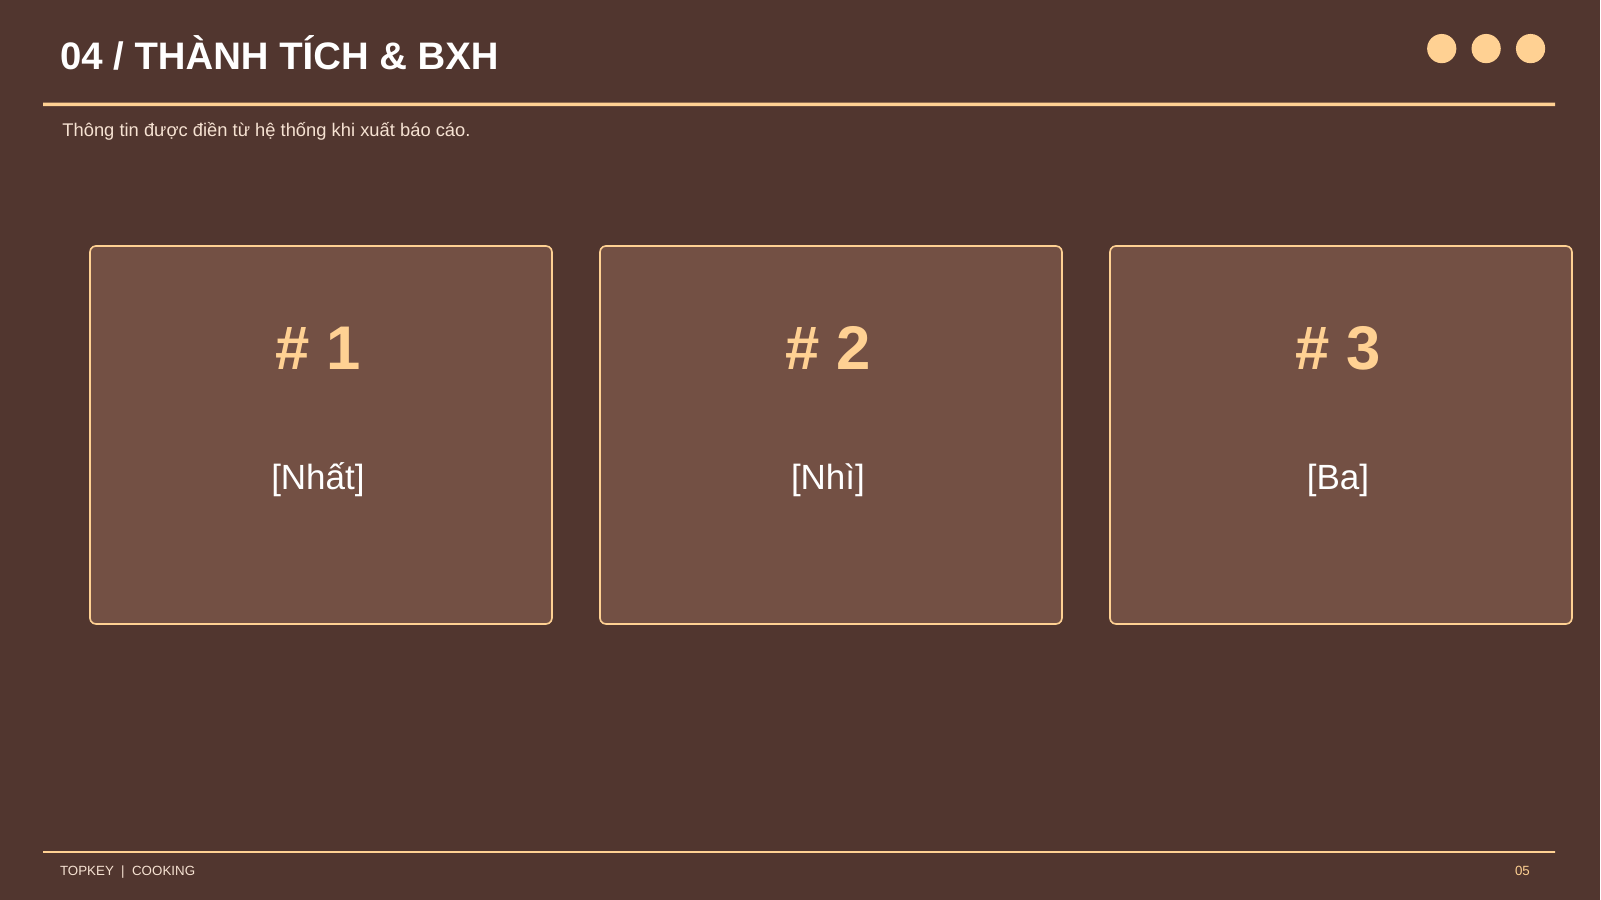 04 / THÀNH TÍCH & BXH
Thông tin được điền từ hệ thống khi xuất báo cáo.
# 1
# 2
# 3
[Nhất]
[Nhì]
[Ba]
TOPKEY | COOKING
05